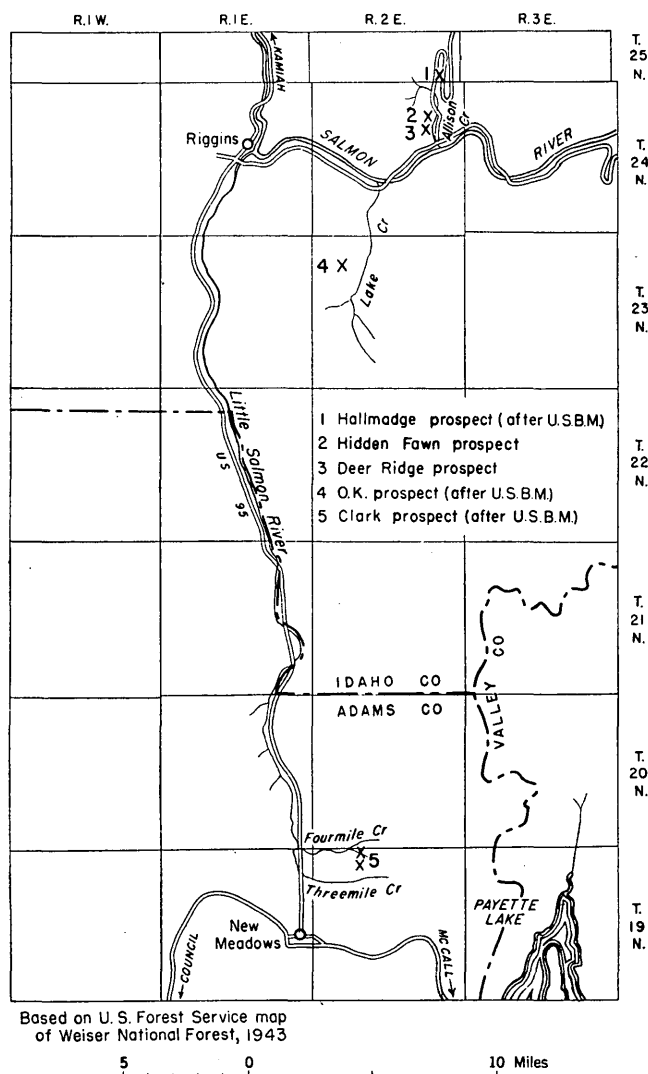 R.1 W. R.1 E. R.2 E. R.3 E.
T.
25
N.
KAMIAH
1 X
2 X
3 X
Allison
Cr
Riggins
SALMON
RIVER
T.
24
N.
4 X
Lake
Cr
T.
23
N.
Little
Salmon
River
US
95
1 Hallmadge prospect (after U.S.B.M.)
2 Hidden Fawn prospect
3 Deer Ridge prospect
4 O.K. prospect (after U.S.B.M.)
5 Clark prospect (after U.S.B.M.)
T.
22
N.
T.
21
N.
IDAHO CO
ADAMS CO
VALLEY CO
T.
20
N.
Fourmile Cr
X
X 5
Threemile Cr
PAYETTE
LAKE
T.
19
N.
New
Meadows
COUNCIL
MC CALL
Based on U.S. Forest Service map
of Weiser National Forest, 1943
5 0 10 Miles